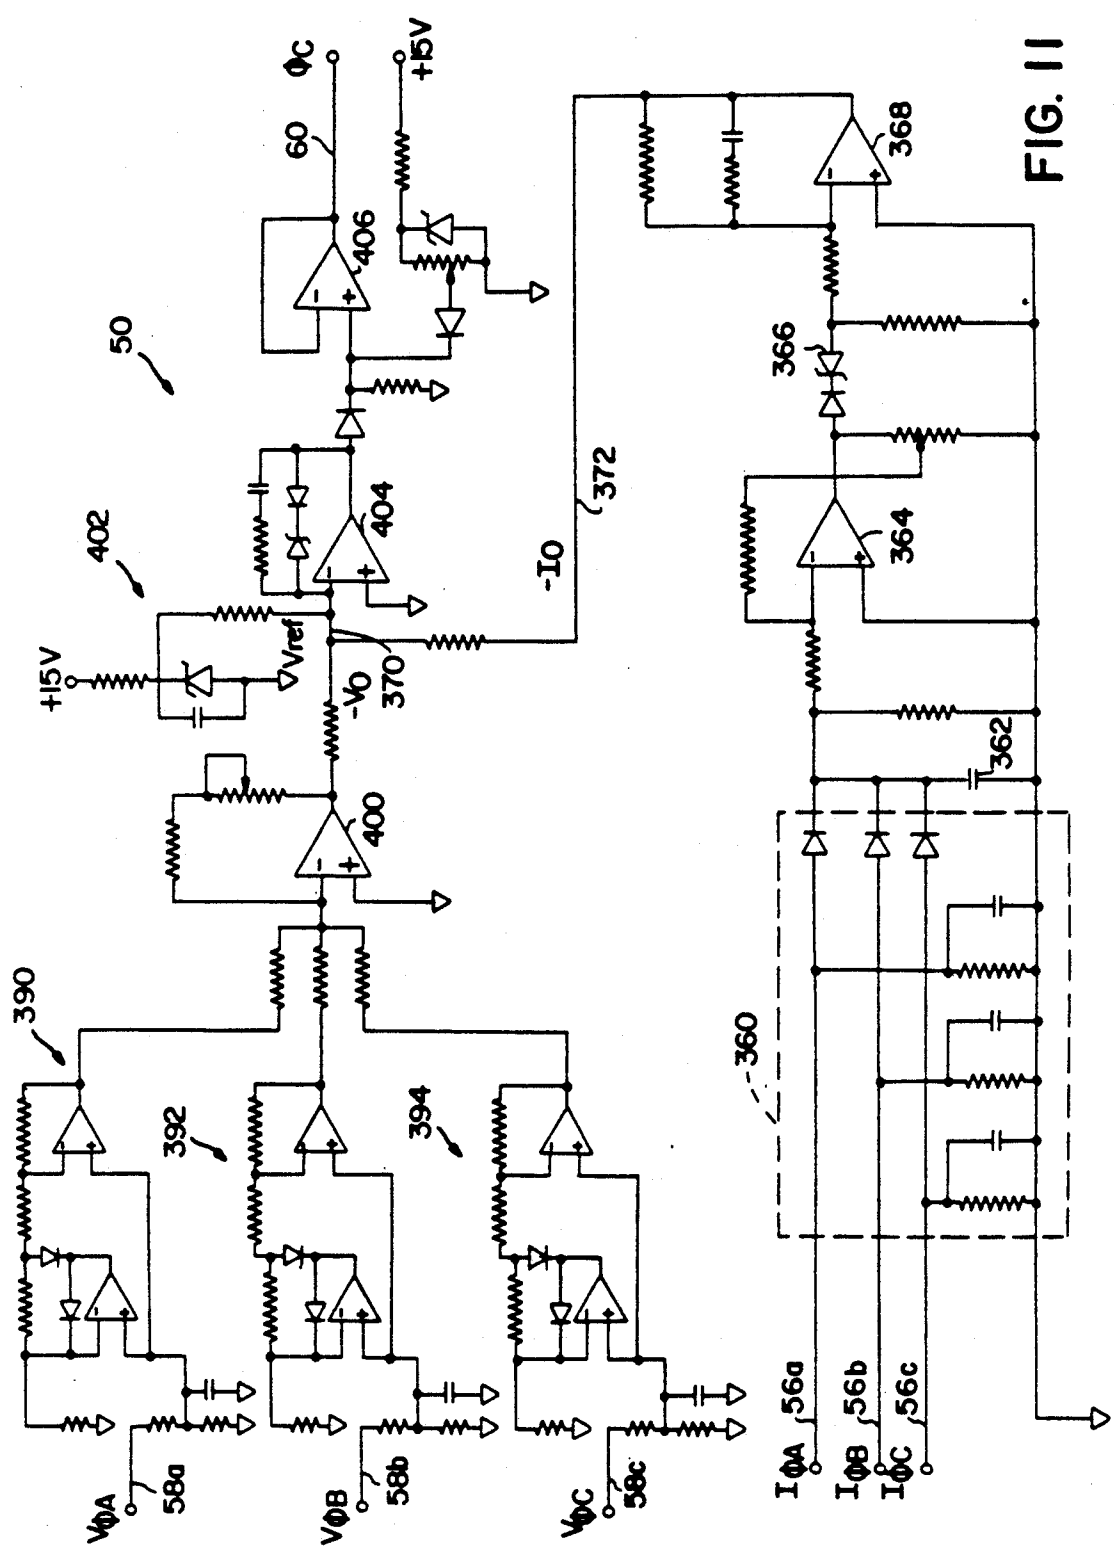 ΦC
60
+15V
406
50
402
+15V
Vref
404
370
-VO
-IO
372
400
390
392
394
VΦA
58a
VΦB
58b
VΦC
58c
368
366
364
362
360
IΦA
56a
IΦB
56b
IΦC
56c
FIG. 11